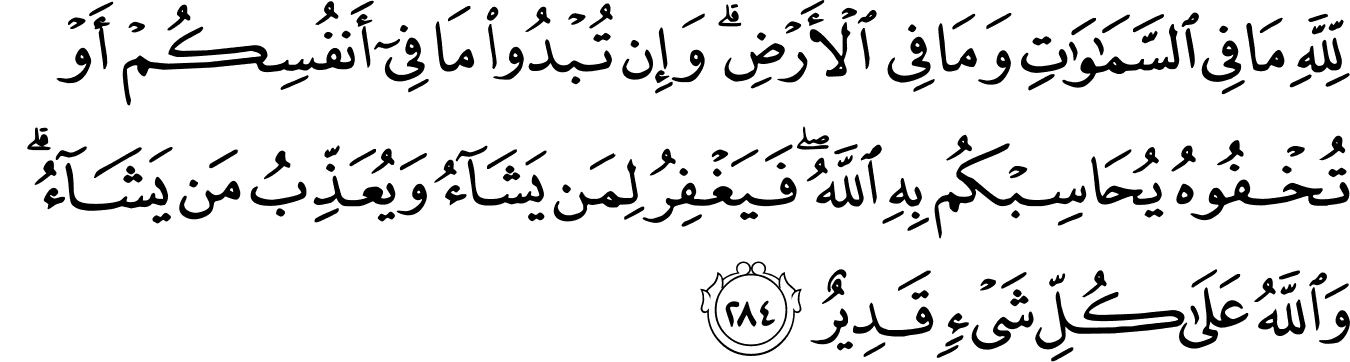 لِّلَّهِ مَا فِى ٱلسَّمَـٰوَٰتِ وَمَا فِى ٱلْأَرْضِ ۗ وَإِن تُبْدُوا۟ مَا فِىٓ أَنفُسِكُمْ أَوْ
تُخْفُوهُ يُحَاسِبْكُم بِهِ ٱللَّهُ ۖ فَيَغْفِرُ لِمَن يَشَآءُ وَيُعَذِّبُ مَن يَشَآءُ ۗ
وَٱللَّهُ عَلَىٰ كُلِّ شَىْءٍ قَدِيرٌ ٢٨٤